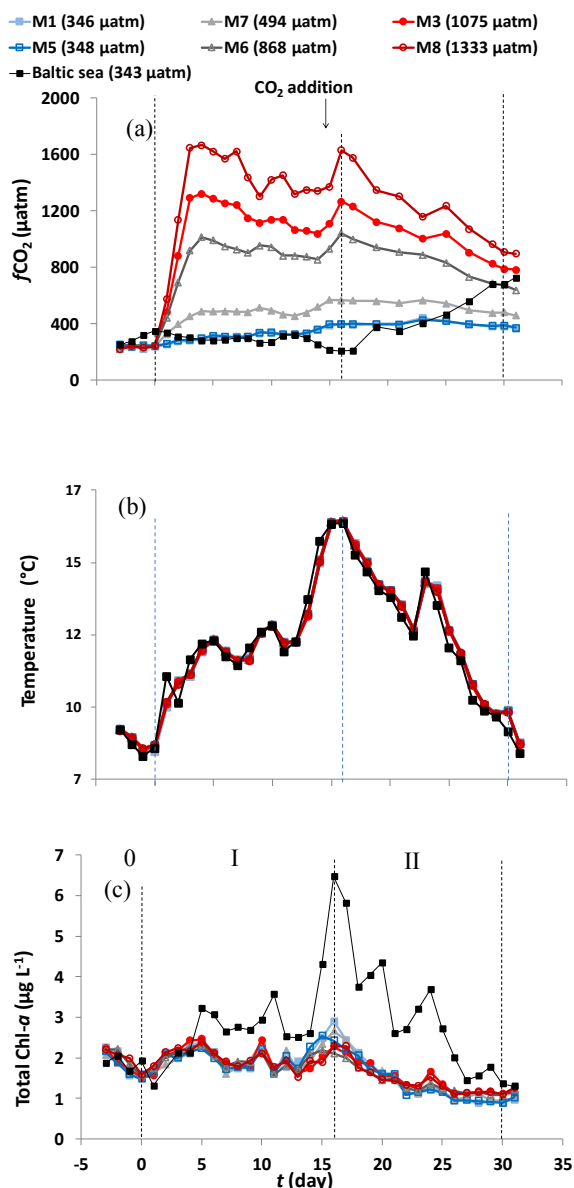 M1 (346 µatm) M7 (494 µatm) M3 (1075 µatm)
M5 (348 µatm) M6 (868 µatm) M8 (1333 µatm)
Baltic sea (343 µatm)
CO₂ addition
(a)
2000
1600
1200
800
400
0
fCO₂ (µatm)
(b)
17
15
12
10
7
Temperature (°C)
0 I II
(c)
7
6
5
4
3
2
1
0
Total Chl-a (µg L⁻¹)
-5 0 5 10 15 20 25 30 35
t (day)